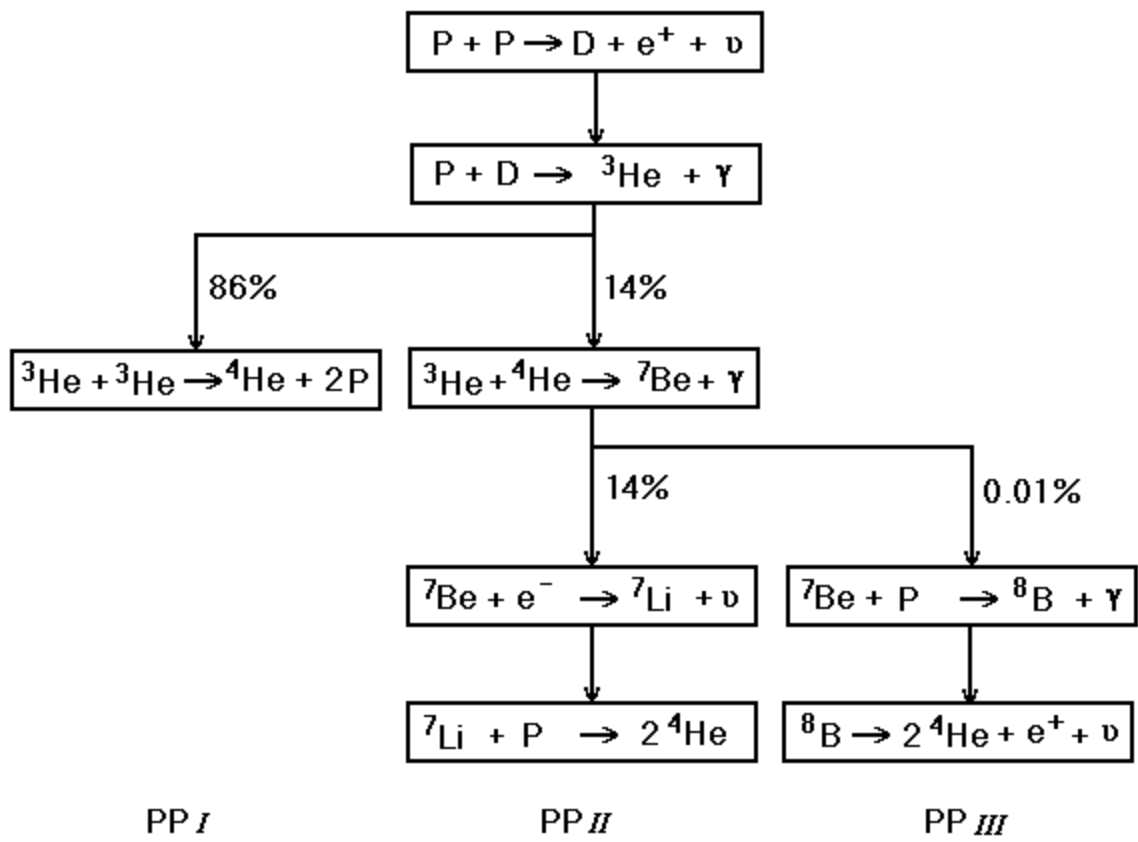 P + P → D + e⁺ + υ
P + D → ³He + γ
86% 14%
³He + ³He → ⁴He + 2P
³He + ⁴He → ⁷Be + γ
14% 0.01%
⁷Be + e⁻ → ⁷Li + υ
⁷Be + P → ⁸B + γ
⁷Li + P → 2 ⁴He
⁸B → 2 ⁴He + e⁺ + υ
PP I PP II PP III